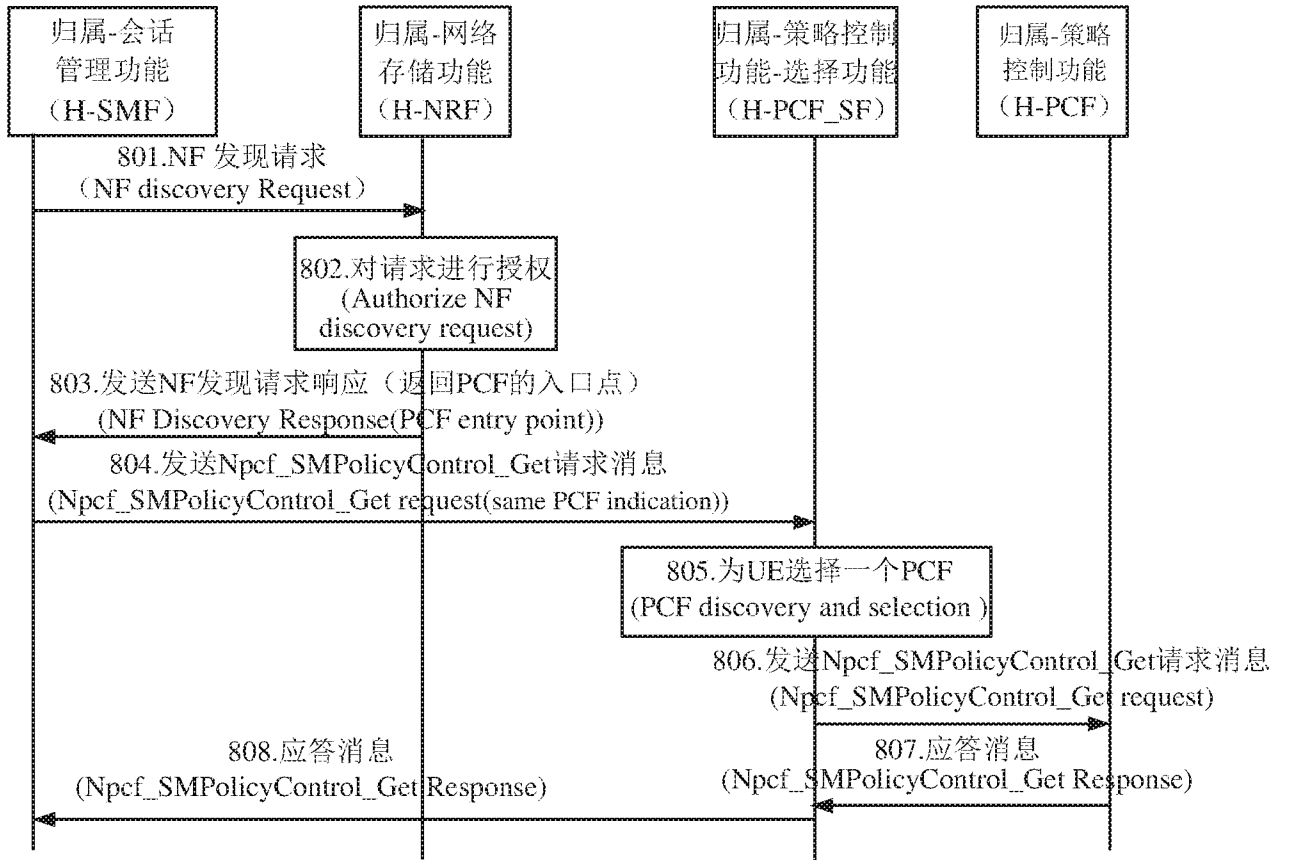 归属-会话
管理功能
（H-SMF）
归属-网络
存储功能
（H-NRF）
归属-策略控制
功能-选择功能
（H-PCF_SF）
归属-策略
控制功能
（H-PCF）
801.NF 发现请求
（NF discovery Request）
802.对请求进行授权
(Authorize NF
discovery request)
803.发送NF发现请求响应（返回PCF的入口点）
(NF Discovery Response(PCF entry point))
804.发送Npcf_SMPolicyControl_Get请求消息
(Npcf_SMPolicyControl_Get request(same PCF indication))
805.为UE选择一个PCF
(PCF discovery and selection )
806.发送Npcf_SMPolicyControl_Get请求消息
(Npcf_SMPolicyControl_Get request)
807.应答消息
(Npcf_SMPolicyControl_Get Response)
808.应答消息
(Npcf_SMPolicyControl_Get Response)